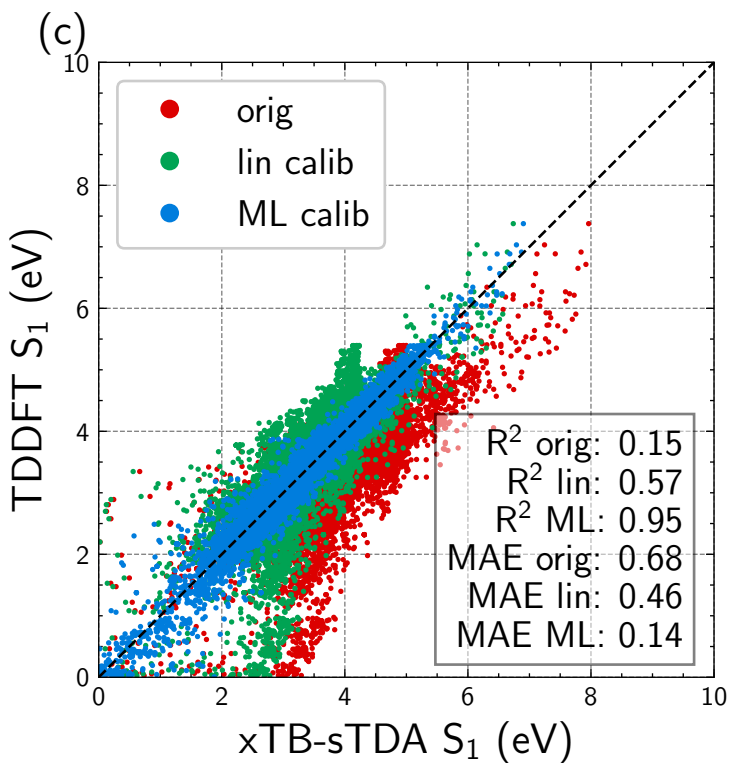 (c)
10
8
6
4
2
0
TDDFT S₁ (eV)
orig
lin calib
ML calib
R² orig: 0.15
R² lin: 0.57
R² ML: 0.95
MAE orig: 0.68
MAE lin: 0.46
MAE ML: 0.14
0 2 4 6 8 10
xTB-sTDA S₁ (eV)